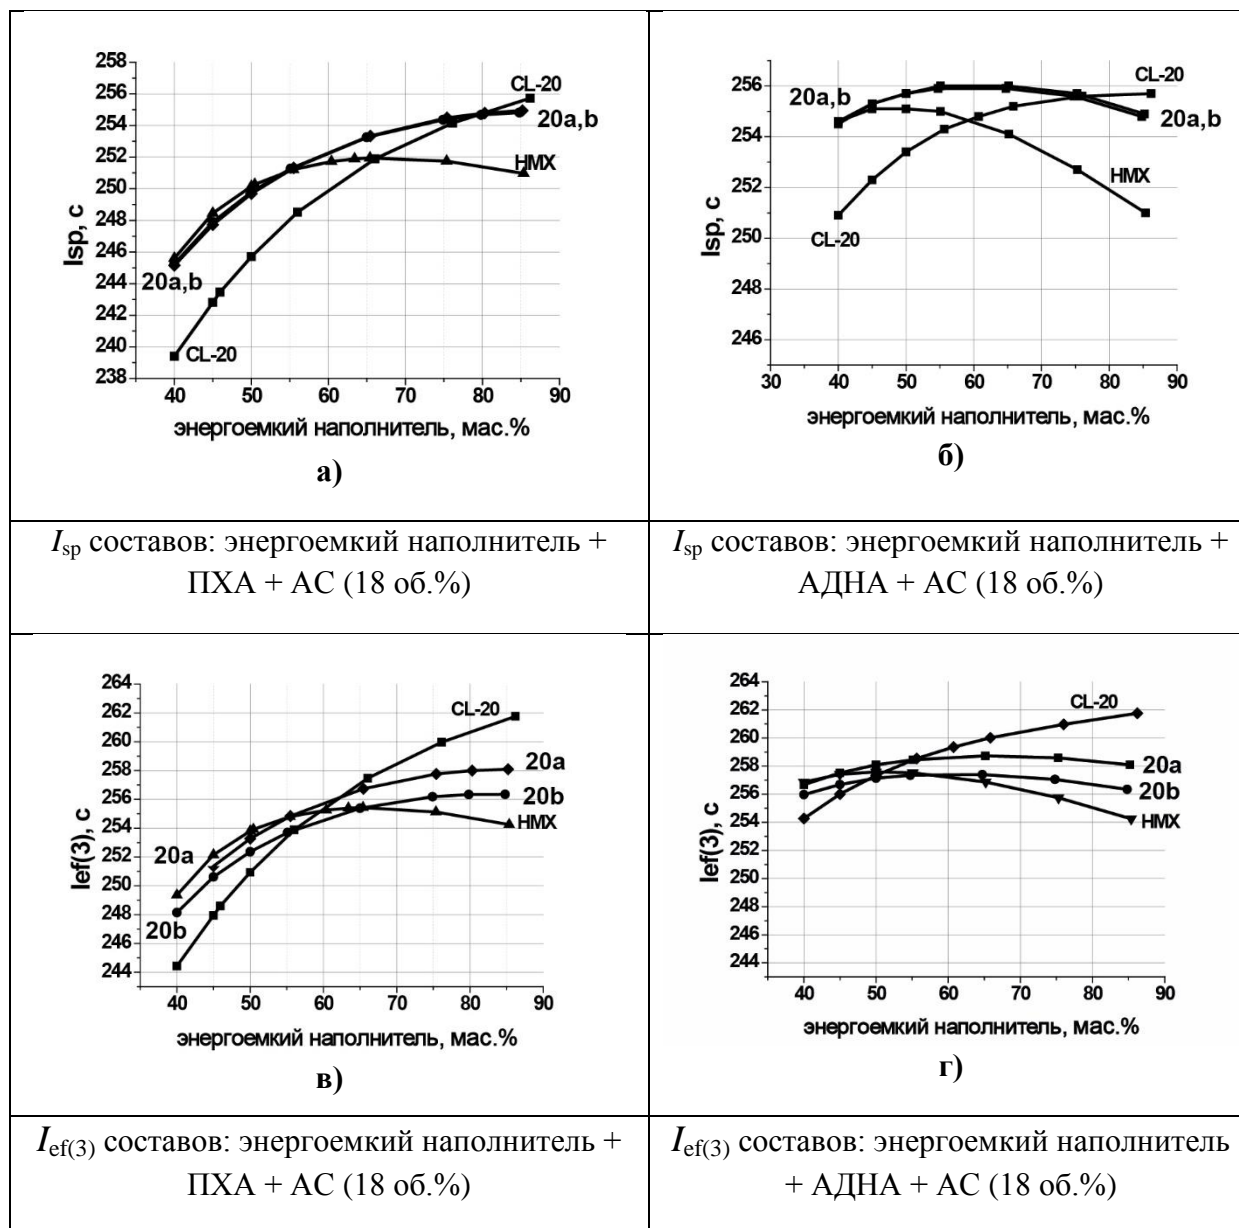 258
256
254
252
250
248
246
244
242
240
238
Isp, с
CL-20
20a,b
HMX
20a,b
CL-20
40 50 60 70 80 90
энергоемкий наполнитель, мас.%
а)
256
254
252
250
248
246
Isp, с
20a,b
CL-20
20a,b
HMX
CL-20
30 40 50 60 70 80 90
энергоемкий наполнитель, мас.%
б)
Isp составов: энергоемкий наполнитель +
ПХА + АС (18 об.%)
Isp составов: энергоемкий наполнитель +
АДНА + АС (18 об.%)
264
262
260
258
256
254
252
250
248
246
244
Ief(3), с
CL-20
20a
20b
HMX
20a
20b
40 50 60 70 80 90
энергоемкий наполнитель, мас.%
в)
264
262
260
258
256
254
252
250
248
246
244
Ief(3), с
CL-20
20a
20b
HMX
40 50 60 70 80 90
энергоемкий наполнитель, мас.%
г)
Ief(3) составов: энергоемкий наполнитель +
ПХА + АС (18 об.%)
Ief(3) составов: энергоемкий наполнитель
+ АДНА + АС (18 об.%)